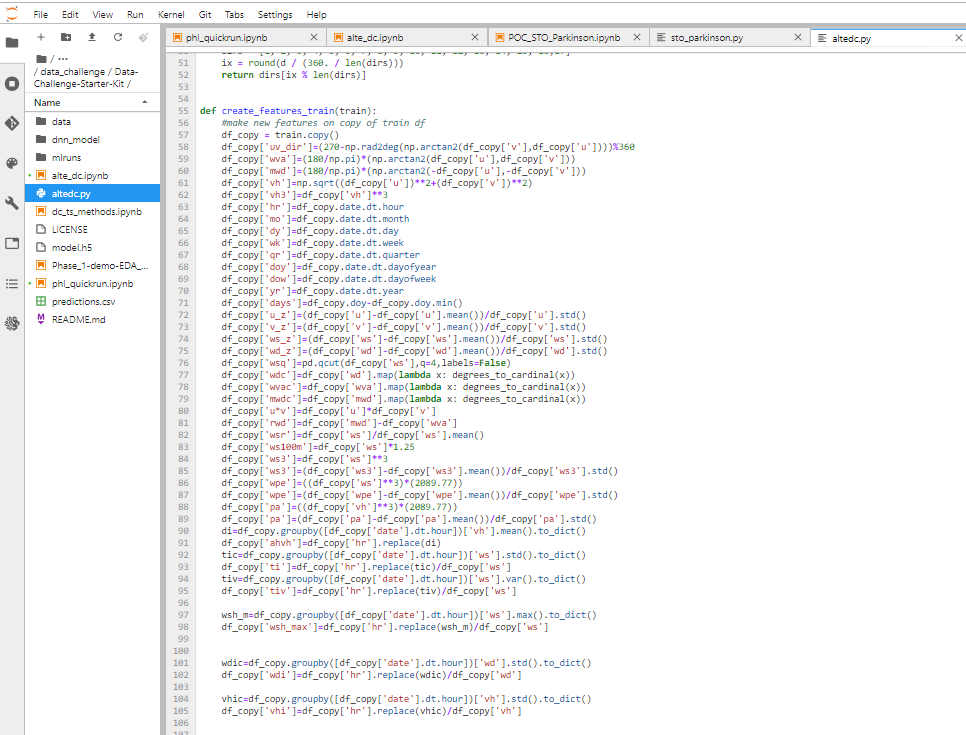 File Edit View Run Kernel Git Tabs Settings Help
phl_quickrun.ipynb
alte_dc.ipynb
POC_STO_Parkinson.ipynb
sto_parkinson.py
altedc.py
/ ...
/ data_challenge / Data-
Challenge-Starter-Kit /
Name
data
dnn_model
mlruns
alte_dc.ipynb
altedc.py
dc_ts_methods.ipynb
LICENSE
model.h5
Phase_1-demo-EDA_...
phl_quickrun.ipynb
predictions.csv
README.md
51 ix = round(d / (360. / len(dirs)))
52 return dirs[ix % len(dirs)]
53
54
55 def create_features_train(train):
56 #make new features on copy of train df
57 df_copy = train.copy()
58 df_copy['uv_dir']=(270-np.rad2deg(np.arctan2(df_copy['v'],df_copy['u'])))%360
59 df_copy['wva']=(180/np.pi)*(np.arctan2(df_copy['u'],df_copy['v']))
60 df_copy['mwd']=(180/np.pi)*(np.arctan2(-df_copy['u'],-df_copy['v']))
61 df_copy['vh']=np.sqrt((df_copy['u'])**2+(df_copy['v'])**2)
62 df_copy['vh3']=df_copy['vh']**3
63 df_copy['hr']=df_copy.date.dt.hour
64 df_copy['mo']=df_copy.date.dt.month
65 df_copy['dy']=df_copy.date.dt.day
66 df_copy['wk']=df_copy.date.dt.week
67 df_copy['qr']=df_copy.date.dt.quarter
68 df_copy['doy']=df_copy.date.dt.dayofyear
69 df_copy['dow']=df_copy.date.dt.dayofweek
70 df_copy['yr']=df_copy.date.dt.year
71 df_copy['days']=df_copy.doy-df_copy.doy.min()
72 df_copy['u_z']=(df_copy['u']-df_copy['u'].mean())/df_copy['u'].std()
73 df_copy['v_z']=(df_copy['v']-df_copy['v'].mean())/df_copy['v'].std()
74 df_copy['ws_z']=(df_copy['ws']-df_copy['ws'].mean())/df_copy['ws'].std()
75 df_copy['wd_z']=(df_copy['wd']-df_copy['wd'].mean())/df_copy['wd'].std()
76 df_copy['wsq']=pd.qcut(df_copy['ws'],q=4,labels=False)
77 df_copy['wdc']=df_copy['wd'].map(lambda x: degrees_to_cardinal(x))
78 df_copy['wvac']=df_copy['wva'].map(lambda x: degrees_to_cardinal(x))
79 df_copy['mwdc']=df_copy['mwd'].map(lambda x: degrees_to_cardinal(x))
80 df_copy['u*v']=df_copy['u']*df_copy['v']
81 df_copy['rwd']=df_copy['mwd']-df_copy['wva']
82 df_copy['wsr']=df_copy['ws']/df_copy['ws'].mean()
83 df_copy['ws100m']=df_copy['ws']*1.25
84 df_copy['ws3']=df_copy['ws']**3
85 df_copy['ws3']=(df_copy['ws3']-df_copy['ws3'].mean())/df_copy['ws3'].std()
86 df_copy['wpe']=((df_copy['ws']**3)*(2089.77))
87 df_copy['wpe']=(df_copy['wpe']-df_copy['wpe'].mean())/df_copy['wpe'].std()
88 df_copy['pa']=((df_copy['vh']**3)*(2089.77))
89 df_copy['pa']=(df_copy['pa']-df_copy['pa'].mean())/df_copy['pa'].std()
90 di=df_copy.groupby([df_copy['date'].dt.hour])['vh'].mean().to_dict()
91 df_copy['ahvh']=df_copy['hr'].replace(di)
92 tic=df_copy.groupby([df_copy['date'].dt.hour])['ws'].std().to_dict()
93 df_copy['ti']=df_copy['hr'].replace(tic)/df_copy['ws']
94 tiv=df_copy.groupby([df_copy['date'].dt.hour])['ws'].var().to_dict()
95 df_copy['tiv']=df_copy['hr'].replace(tiv)/df_copy['ws']
96
97 wsh_m=df_copy.groupby([df_copy['date'].dt.hour])['ws'].max().to_dict()
98 df_copy['wsh_max']=df_copy['hr'].replace(wsh_m)/df_copy['ws']
99
100
101 wdic=df_copy.groupby([df_copy['date'].dt.hour])['wd'].std().to_dict()
102 df_copy['wdi']=df_copy['hr'].replace(wdic)/df_copy['wd']
103
104 vhic=df_copy.groupby([df_copy['date'].dt.hour])['vh'].std().to_dict()
105 df_copy['vhi']=df_copy['hr'].replace(vhic)/df_copy['vh']
106